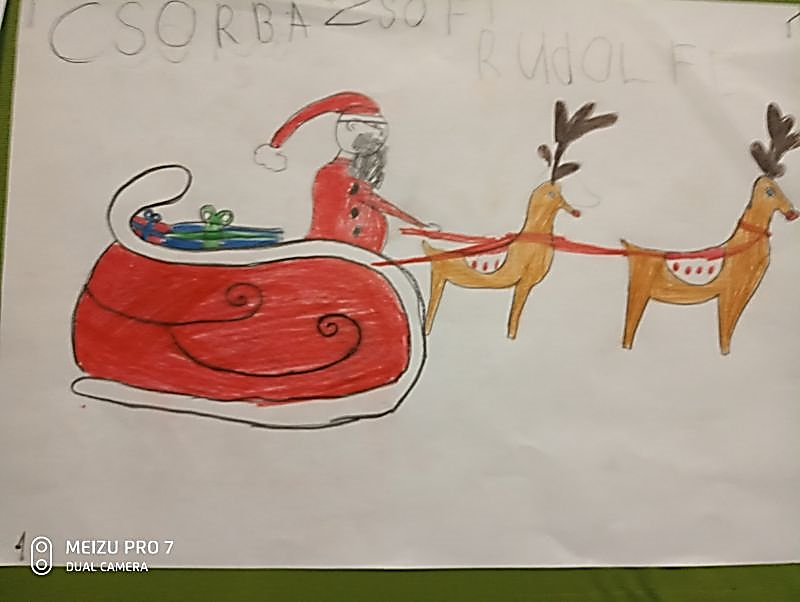 CSORBA ZSOFI
RUDOLF
MEIZU PRO 7
DUAL CAMERA